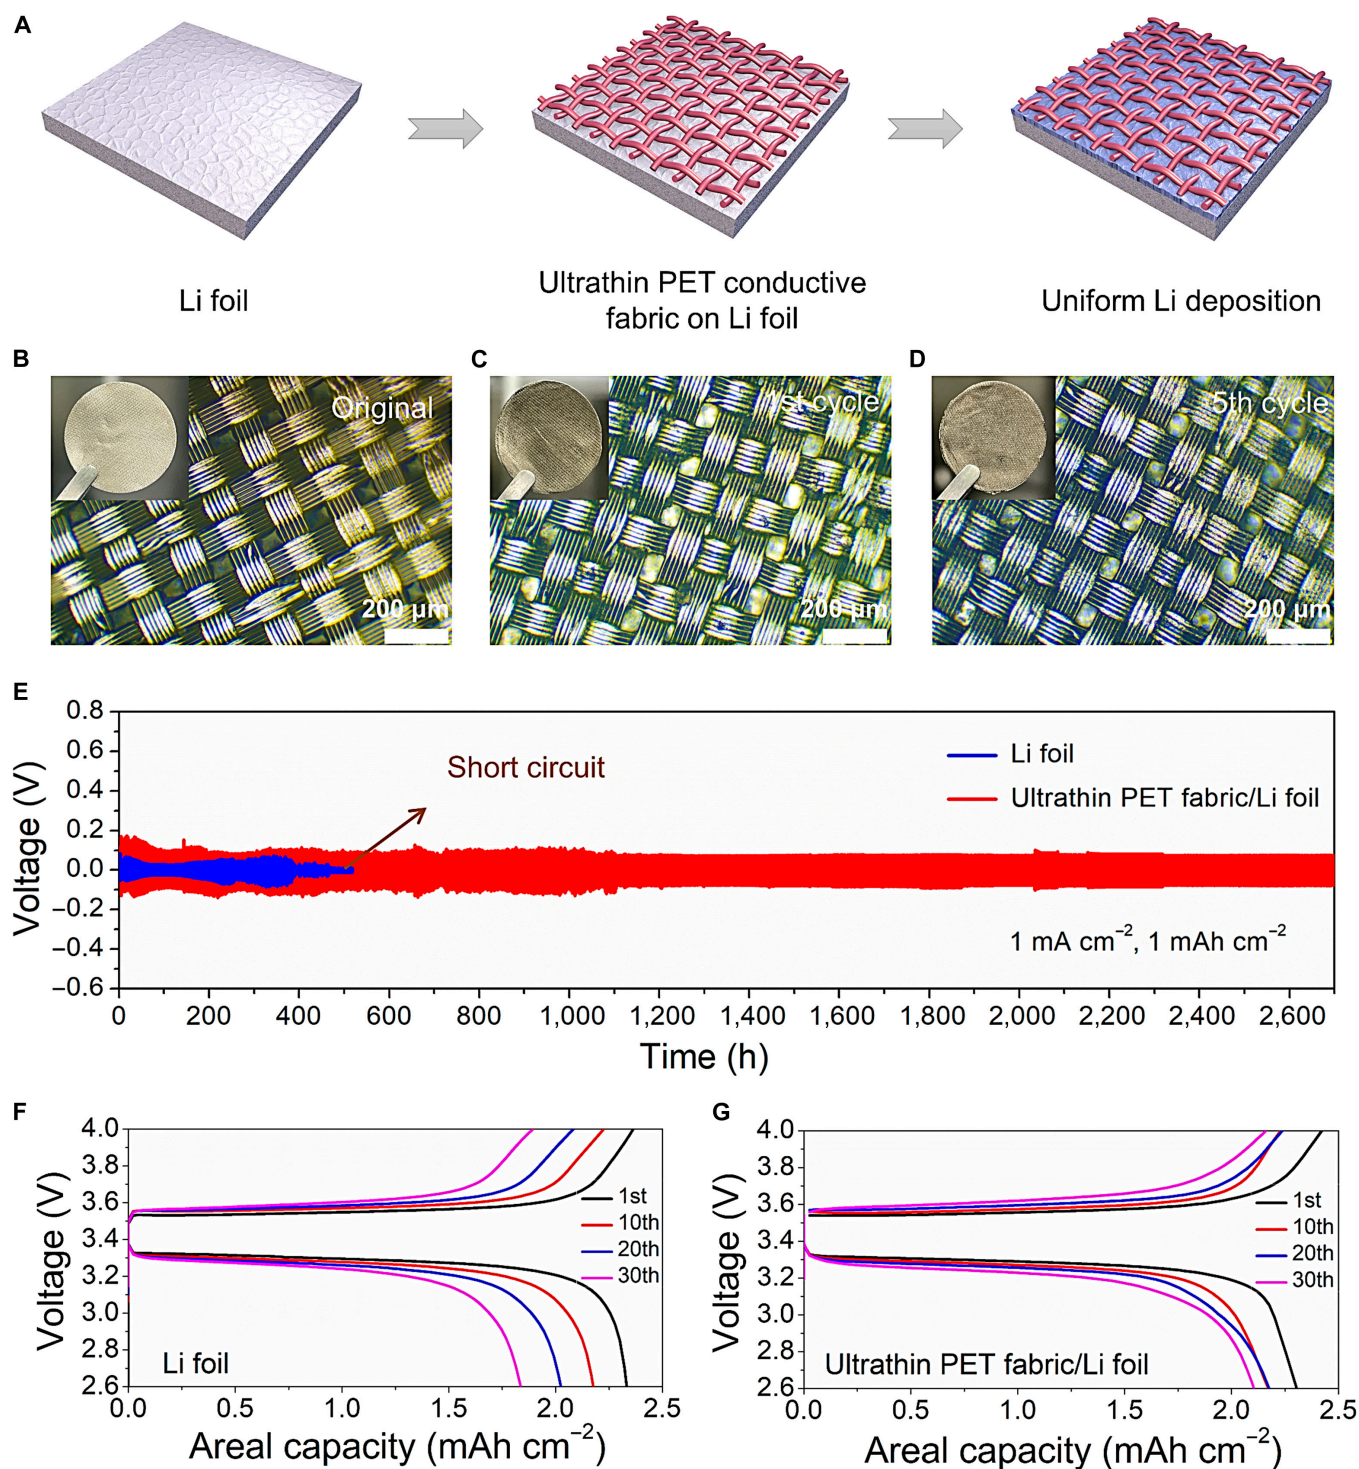 A
Li foil
Ultrathin PET conductive
fabric on Li foil
Uniform Li deposition
B
Original
200 μm
C
1st cycle
200 μm
D
5th cycle
200 μm
E
Voltage (V)
0.8
0.6
0.4
0.2
0.0
−0.2
−0.4
−0.6
Short circuit
Li foil
Ultrathin PET fabric/Li foil
1 mA cm⁻², 1 mAh cm⁻²
0 200 400 600 800 1,000 1,200 1,400 1,600 1,800 2,000 2,200 2,400 2,600
Time (h)
F
Voltage (V)
4.0
3.8
3.6
3.4
3.2
3.0
2.8
2.6
1st
10th
20th
30th
Li foil
0.0 0.5 1.0 1.5 2.0 2.5
Areal capacity (mAh cm⁻²)
G
Voltage (V)
4.0
3.8
3.6
3.4
3.2
3.0
2.8
2.6
1st
10th
20th
30th
Ultrathin PET fabric/Li foil
0.0 0.5 1.0 1.5 2.0 2.5
Areal capacity (mAh cm⁻²)